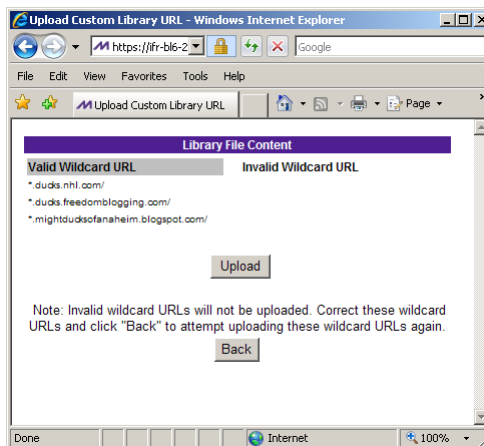 Upload Custom Library URL - Windows Internet Explorer
https://ifr-bl6-2
Google
File Edit View Favorites Tools Help
Upload Custom Library URL
Page
Library File Content
Valid Wildcard URL Invalid Wildcard URL
*.ducks.nhl.com/
*.ducks.freedomblogging.com/
*.mightducksofanaheim.blogspot.com/
Upload
Note: Invalid wildcard URLs will not be uploaded. Correct these wildcard
URLs and click "Back" to attempt uploading these wildcard URLs again.
Back
Done Internet 100%